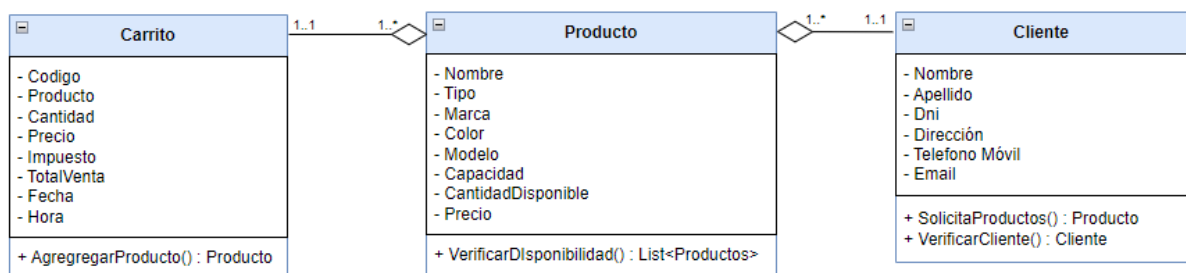 Carrito
- Codigo
- Producto
- Cantidad
- Precio
- Impuesto
- TotalVenta
- Fecha
- Hora
+ AgregregarProducto() : Producto
1..1
1..*
Producto
- Nombre
- Tipo
- Marca
- Color
- Modelo
- Capacidad
- CantidadDisponible
- Precio
+ VerificarDIsponibilidad() : List<Productos>
1..*
1..1
Cliente
- Nombre
- Apellido
- Dni
- Dirección
- Telefono Móvil
- Email
+ SolicitaProductos() : Producto
+ VerificarCliente() : Cliente